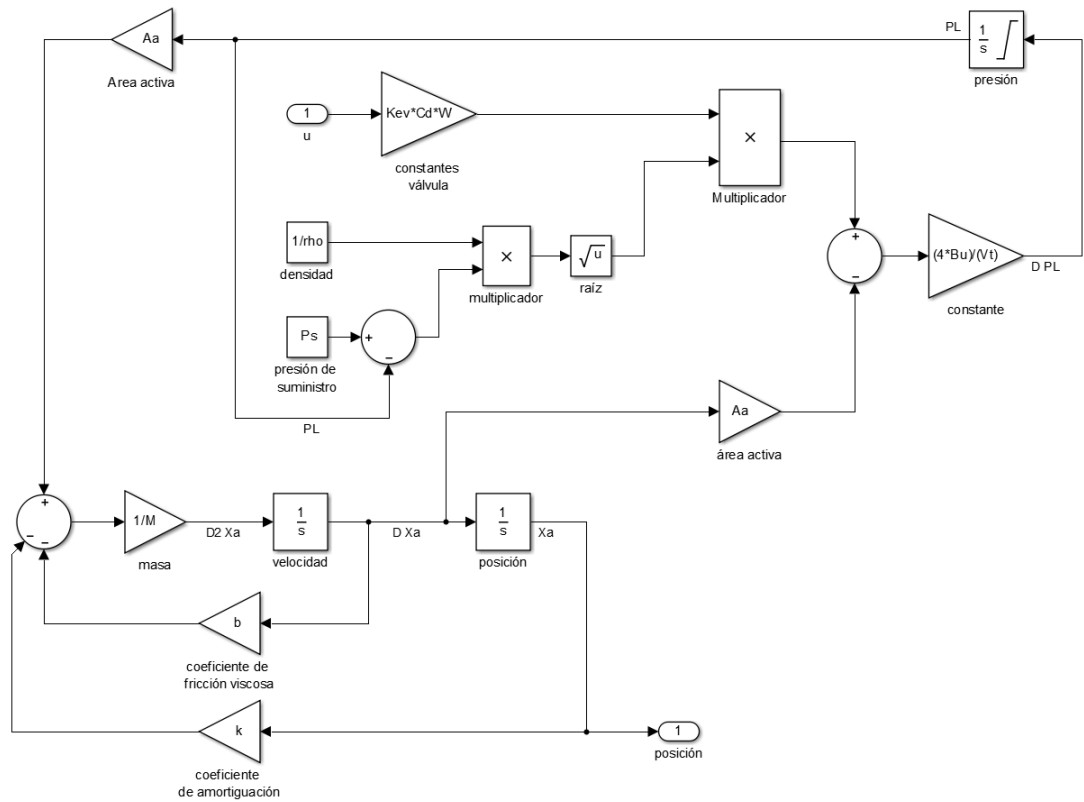 PL
1
s
presión
Aa
Area activa
1
u
Kev*Cd*W
constantes
válvula
×
Multiplicador
1/rho
densidad
×
multiplicador
√u
raíz
+
−
(4*Bu)/(Vt)
constante
D PL
Ps
presión de
suministro
+
−
PL
Aa
área activa
+
−
−
1/M
masa
D2 Xa
1
s
velocidad
D Xa
1
s
posición
Xa
b
coeficiente de
fricción viscosa
k
coeficiente
de amortiguación
1
posición